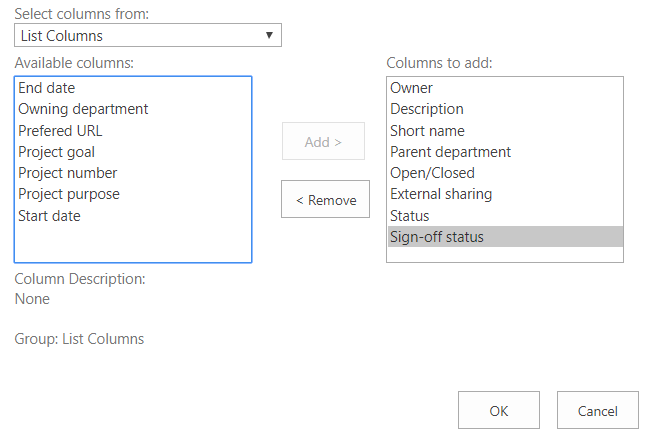 Select columns from:
List Columns
Available columns:
End date
Owning department
Prefered URL
Project goal
Project number
Project purpose
Start date
Add >
< Remove
Columns to add:
Owner
Description
Short name
Parent department
Open/Closed
External sharing
Status
Sign-off status
Column Description:
None
Group: List Columns
OK
Cancel